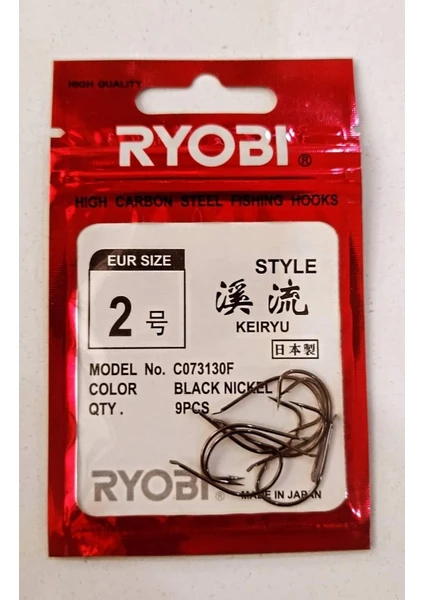 HIGH QUALITY
RYOBI®
HIGH CARBON STEEL FISHING HOOKS
EUR SIZE
2号
STYLE
溪流
KEIRYU
日本製
MODEL No. C073130F
COLOR BLACK NICKEL
QTY. 9PCS
RYOBI®
MADE IN JAPAN